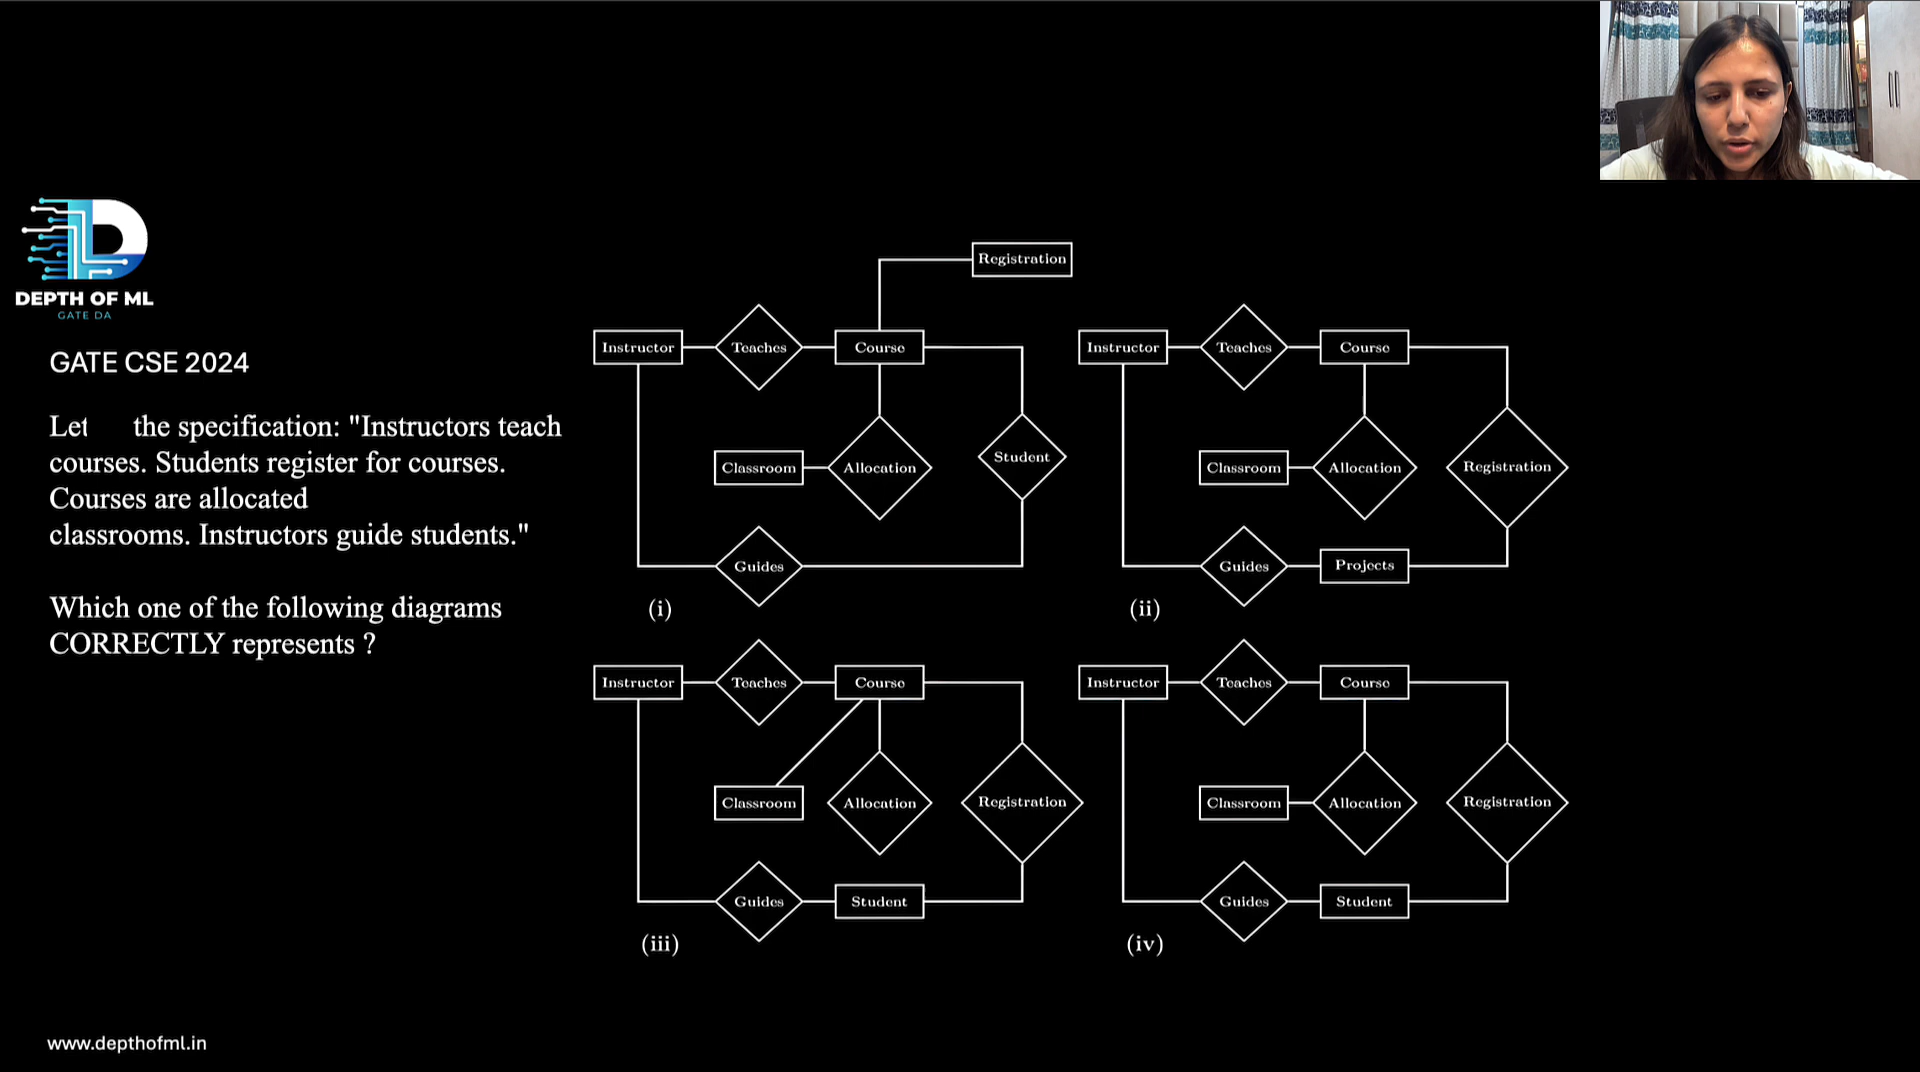 DEPTH OF ML
GATE DA
GATE CSE 2024
Let the specification: "Instructors teach
courses. Students register for courses.
Courses are allocated
classrooms. Instructors guide students."
Which one of the following diagrams
CORRECTLY represents ?
Registration
Instructor
Teaches
Course
Classroom
Allocation
Student
Guides
(i)
Instructor
Teaches
Course
Classroom
Allocation
Registration
Guides
Projects
(ii)
Instructor
Teaches
Course
Classroom
Allocation
Registration
Guides
Student
(iii)
Instructor
Teaches
Course
Classroom
Allocation
Registration
Guides
Student
(iv)
www.depthofml.in